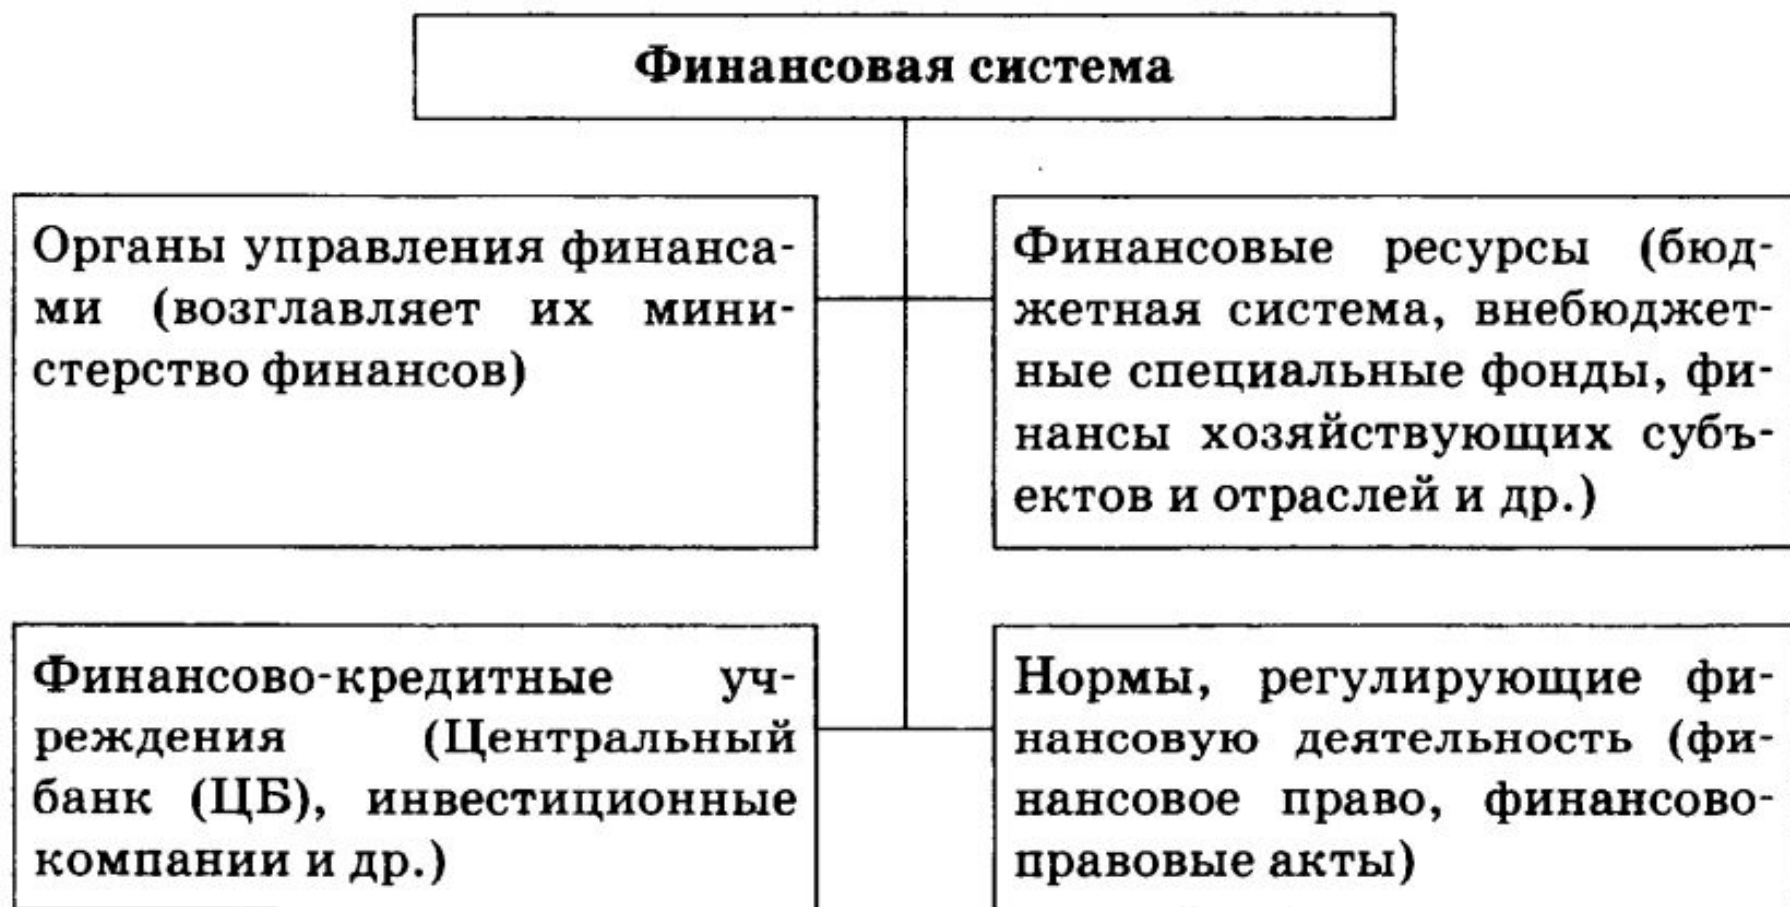 Финансовая система
Органы управления финанса-
ми (возглавляет их мини-
стерство финансов)
Финансовые ресурсы (бюд-
жетная система, внебюджет-
ные специальные фонды, фи-
нансы хозяйствующих субъ-
ектов и отраслей и др.)
Финансово-кредитные уч-
реждения (Центральный
банк (ЦБ), инвестиционные
компании и др.)
Нормы, регулирующие фи-
нансовую деятельность (фи-
нансовое право, финансово-
правовые акты)